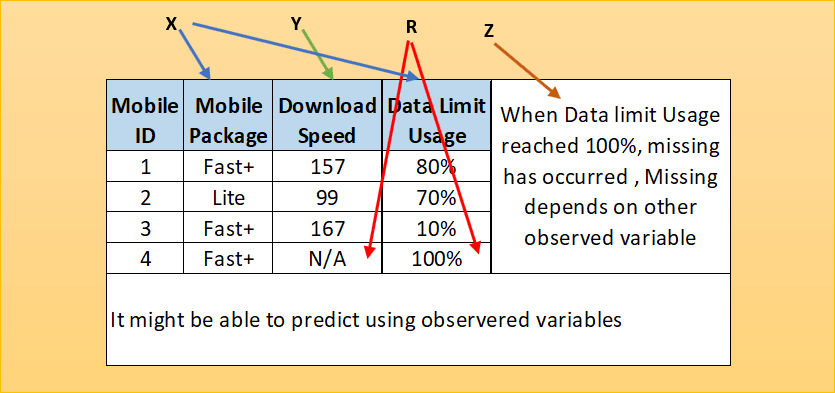 X Y R Z
Mobile ID Mobile Package Download Speed Data Limit Usage
1 Fast+ 157 80%
2 Lite 99 70%
3 Fast+ 167 10%
4 Fast+ N/A 100%
When Data limit Usage
reached 100%, missing
has occurred , Missing
depends on other
observed variable
It might be able to predict using observered variables